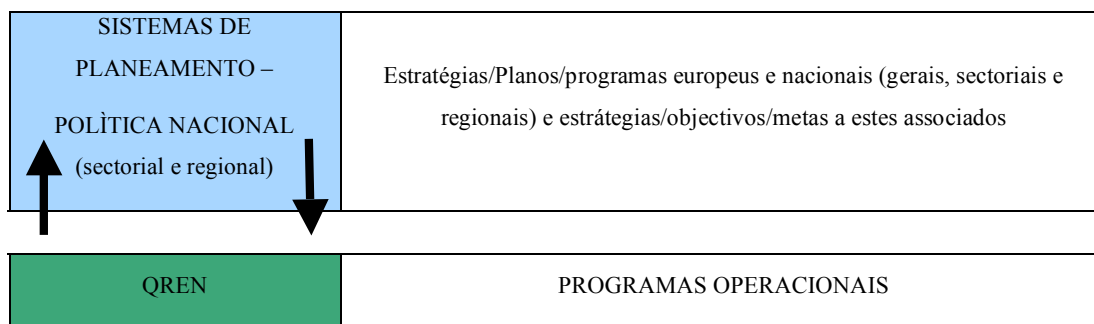 SISTEMAS DE
PLANEAMENTO –
POLÌTICA NACIONAL
(sectorial e regional)
Estratégias/Planos/programas europeus e nacionais (gerais, sectoriais e
regionais) e estrátegias/objectivos/metas a estes associados
QREN
PROGRAMAS OPERACIONAIS